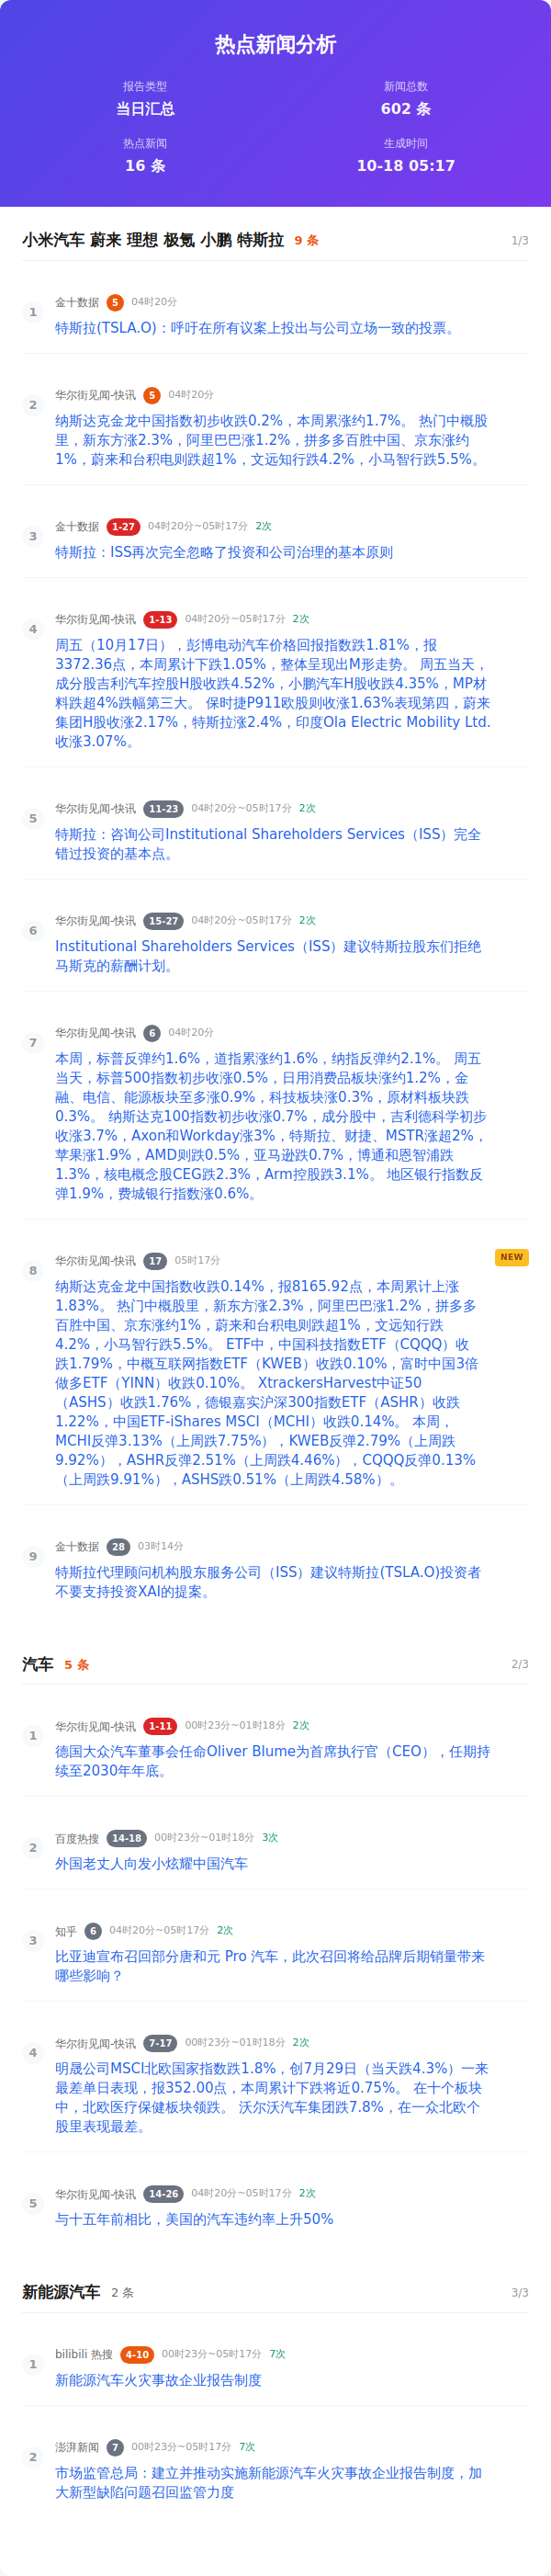 热点新闻分析
报告类型
当日汇总
新闻总数
602 条
热点新闻
16 条
生成时间
10-18 05:17
小米汽车 蔚来 理想 极氪 小鹏 特斯拉 9 条 1/3
1
金十数据 5 04时20分
特斯拉(TSLA.O)：呼吁在所有议案上投出与公司立场一致的投票。
2
华尔街见闻-快讯 5 04时20分
纳斯达克金龙中国指数初步收跌0.2%，本周累涨约1.7%。 热门中概股
里，新东方涨2.3%，阿里巴巴涨1.2%，拼多多百胜中国、京东涨约
1%，蔚来和台积电则跌超1%，文远知行跌4.2%，小马智行跌5.5%。
3
金十数据 1-27 04时20分~05时17分 2次
特斯拉：ISS再次完全忽略了投资和公司治理的基本原则
4
华尔街见闻-快讯 1-13 04时20分~05时17分 2次
周五（10月17日），彭博电动汽车价格回报指数跌1.81%，报
3372.36点，本周累计下跌1.05%，整体呈现出M形走势。 周五当天，
成分股吉利汽车控股H股收跌4.52%，小鹏汽车H股收跌4.35%，MP材
料跌超4%跌幅第三大。 保时捷P911欧股则收涨1.63%表现第四，蔚来
集团H股收涨2.17%，特斯拉涨2.4%，印度Ola Electric Mobility Ltd.
收涨3.07%。
5
华尔街见闻-快讯 11-23 04时20分~05时17分 2次
特斯拉：咨询公司Institutional Shareholders Services（ISS）完全
错过投资的基本点。
6
华尔街见闻-快讯 15-27 04时20分~05时17分 2次
Institutional Shareholders Services（ISS）建议特斯拉股东们拒绝
马斯克的薪酬计划。
7
华尔街见闻-快讯 6 04时20分
本周，标普反弹约1.6%，道指累涨约1.6%，纳指反弹约2.1%。 周五
当天，标普500指数初步收涨0.5%，日用消费品板块涨约1.2%，金
融、电信、能源板块至多涨0.9%，科技板块涨0.3%，原材料板块跌
0.3%。 纳斯达克100指数初步收涨0.7%，成分股中，吉利德科学初步
收涨3.7%，Axon和Workday涨3%，特斯拉、财捷、MSTR涨超2%，
苹果涨1.9%，AMD则跌0.5%，亚马逊跌0.7%，博通和恩智浦跌
1.3%，核电概念股CEG跌2.3%，Arm控股跌3.1%。 地区银行指数反
弹1.9%，费城银行指数涨0.6%。
8
华尔街见闻-快讯 17 05时17分
NEW
纳斯达克金龙中国指数收跌0.14%，报8165.92点，本周累计上涨
1.83%。 热门中概股里，新东方涨2.3%，阿里巴巴涨1.2%，拼多多
百胜中国、京东涨约1%，蔚来和台积电则跌超1%，文远知行跌
4.2%，小马智行跌5.5%。 ETF中，中国科技指数ETF（CQQQ）收
跌1.79%，中概互联网指数ETF（KWEB）收跌0.10%，富时中国3倍
做多ETF（YINN）收跌0.10%。 XtrackersHarvest中证50
（ASHS）收跌1.76%，德银嘉实沪深300指数ETF（ASHR）收跌
1.22%，中国ETF-iShares MSCI（MCHI）收跌0.14%。 本周，
MCHI反弹3.13%（上周跌7.75%），KWEB反弹2.79%（上周跌
9.92%），ASHR反弹2.51%（上周跌4.46%），CQQQ反弹0.13%
（上周跌9.91%），ASHS跌0.51%（上周跌4.58%）。
9
金十数据 28 03时14分
特斯拉代理顾问机构股东服务公司（ISS）建议特斯拉(TSLA.O)投资者
不要支持投资XAI的提案。
汽车 5 条 2/3
1
华尔街见闻-快讯 1-11 00时23分~01时18分 2次
德国大众汽车董事会任命Oliver Blume为首席执行官（CEO），任期持
续至2030年年底。
2
百度热搜 14-18 00时23分~01时18分 3次
外国老丈人向发小炫耀中国汽车
3
知乎 6 04时20分~05时17分 2次
比亚迪宣布召回部分唐和元 Pro 汽车，此次召回将给品牌后期销量带来
哪些影响？
4
华尔街见闻-快讯 7-17 00时23分~01时18分 2次
明晟公司MSCI北欧国家指数跌1.8%，创7月29日（当天跌4.3%）一来
最差单日表现，报352.00点，本周累计下跌将近0.75%。 在十个板块
中，北欧医疗保健板块领跌。 沃尔沃汽车集团跌7.8%，在一众北欧个
股里表现最差。
5
华尔街见闻-快讯 14-26 04时20分~05时17分 2次
与十五年前相比，美国的汽车违约率上升50%
新能源汽车 2 条 3/3
1
bilibili 热搜 4-10 00时23分~05时17分 7次
新能源汽车火灾事故企业报告制度
2
澎湃新闻 7 00时23分~05时17分 7次
市场监管总局：建立并推动实施新能源汽车火灾事故企业报告制度，加
大新型缺陷问题召回监管力度